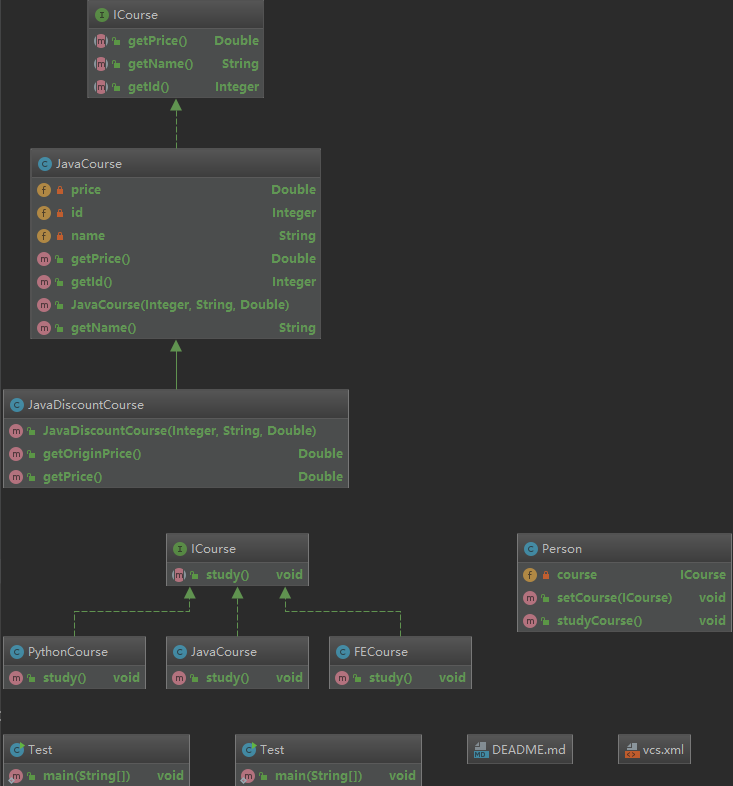 ICourse
getPrice() Double
getName() String
getId() Integer
JavaCourse
price Double
id Integer
name String
getPrice() Double
getId() Integer
JavaCourse(Integer, String, Double)
getName() String
JavaDiscountCourse
JavaDiscountCourse(Integer, String, Double)
getOriginPrice() Double
getPrice() Double
ICourse
study() void
Person
course ICourse
setCourse(ICourse) void
studyCourse() void
PythonCourse
study() void
JavaCourse
study() void
FECourse
study() void
Test
main(String[]) void
Test
main(String[]) void
DEADME.md
vcs.xml